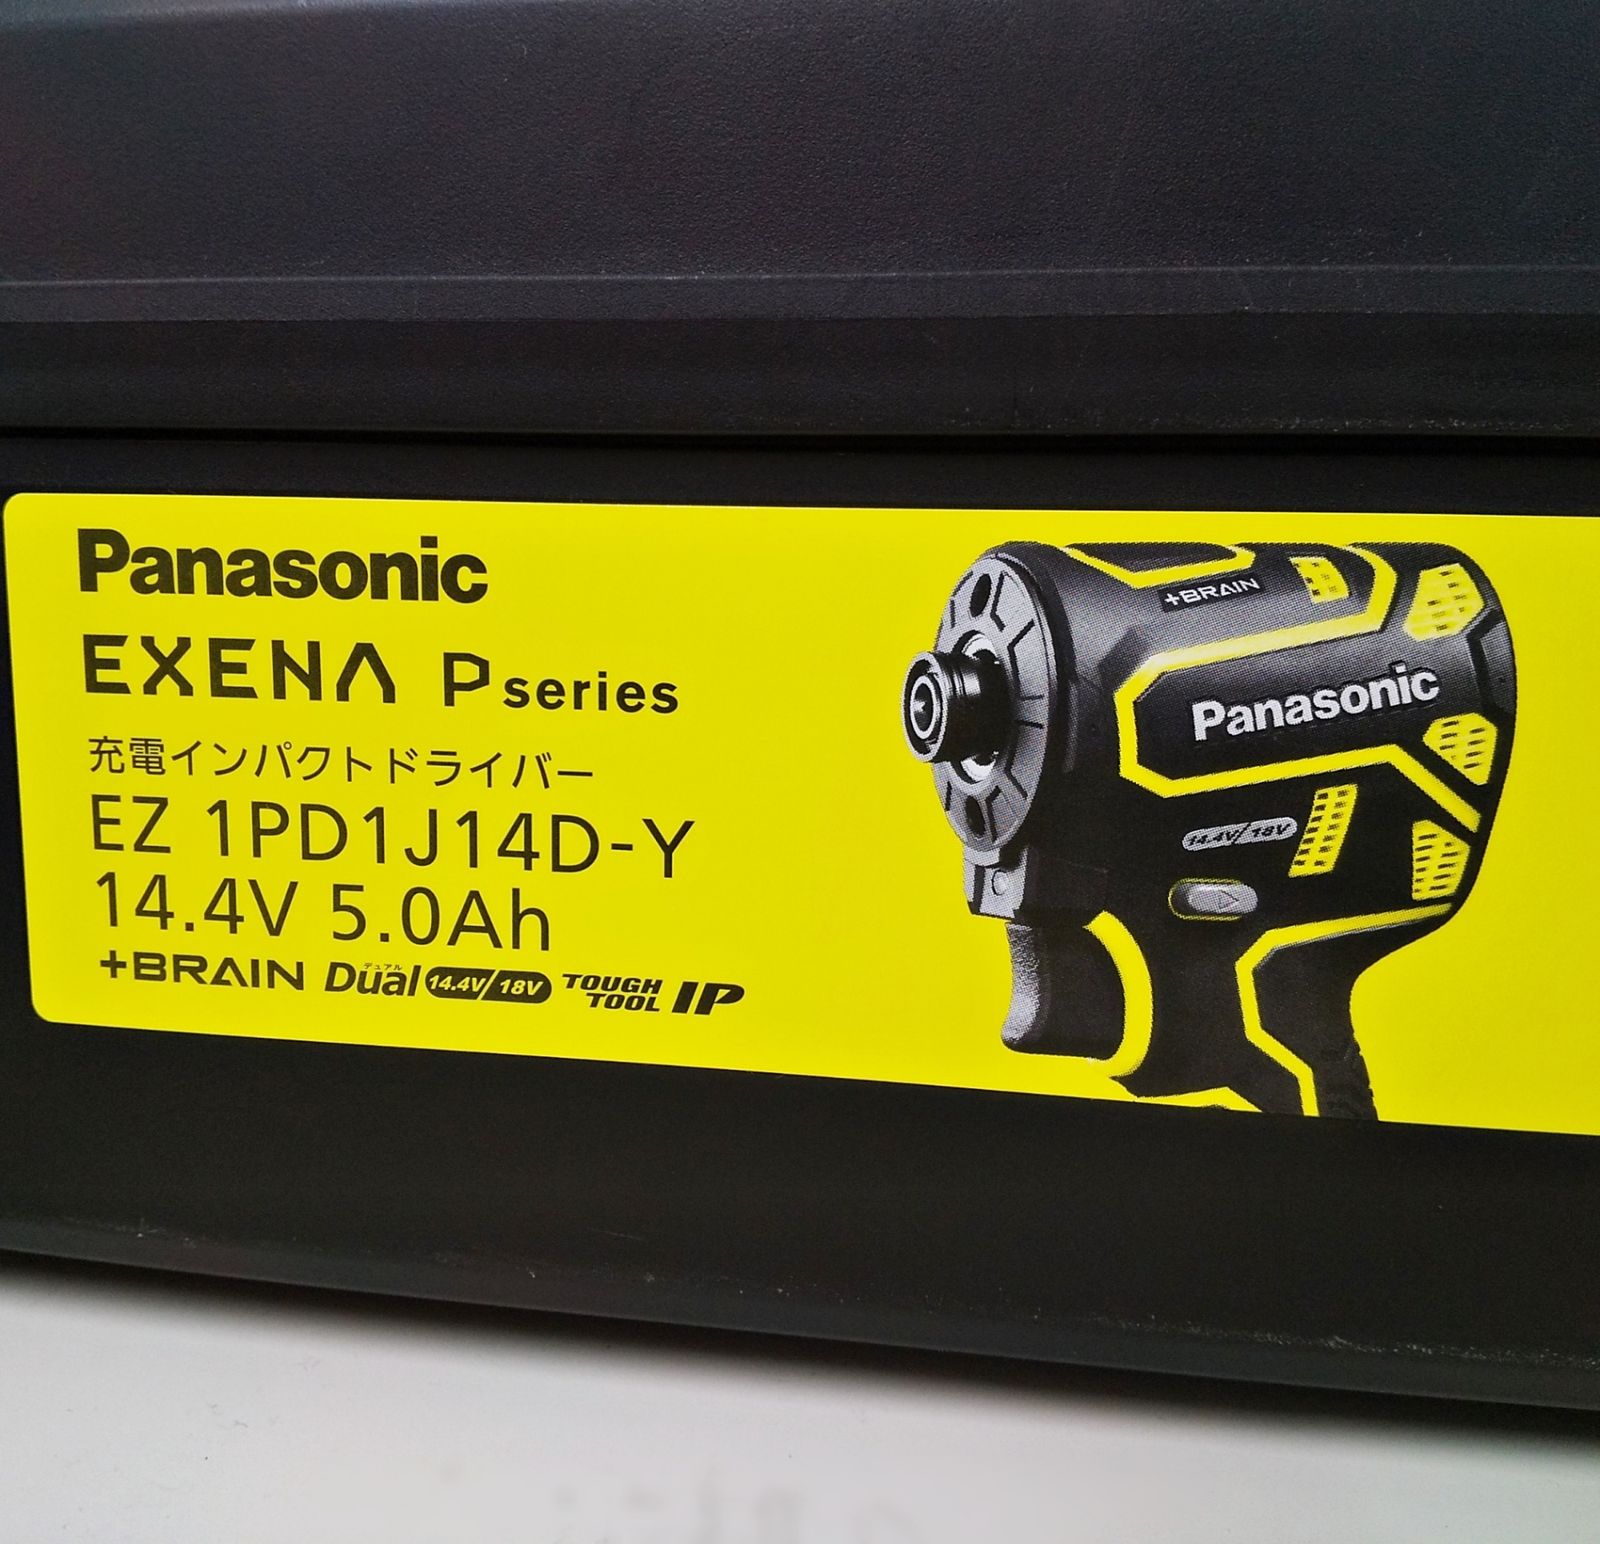 Panasonic
EXENA P series
充電インパクトドライバー
EZ 1PD1J14D-Y
14.4V 5.0Ah
+BRAIN Dual デュアル 14.4V/18V TOUGH TOOL IP
+BRAIN
Panasonic
14.4V/18V